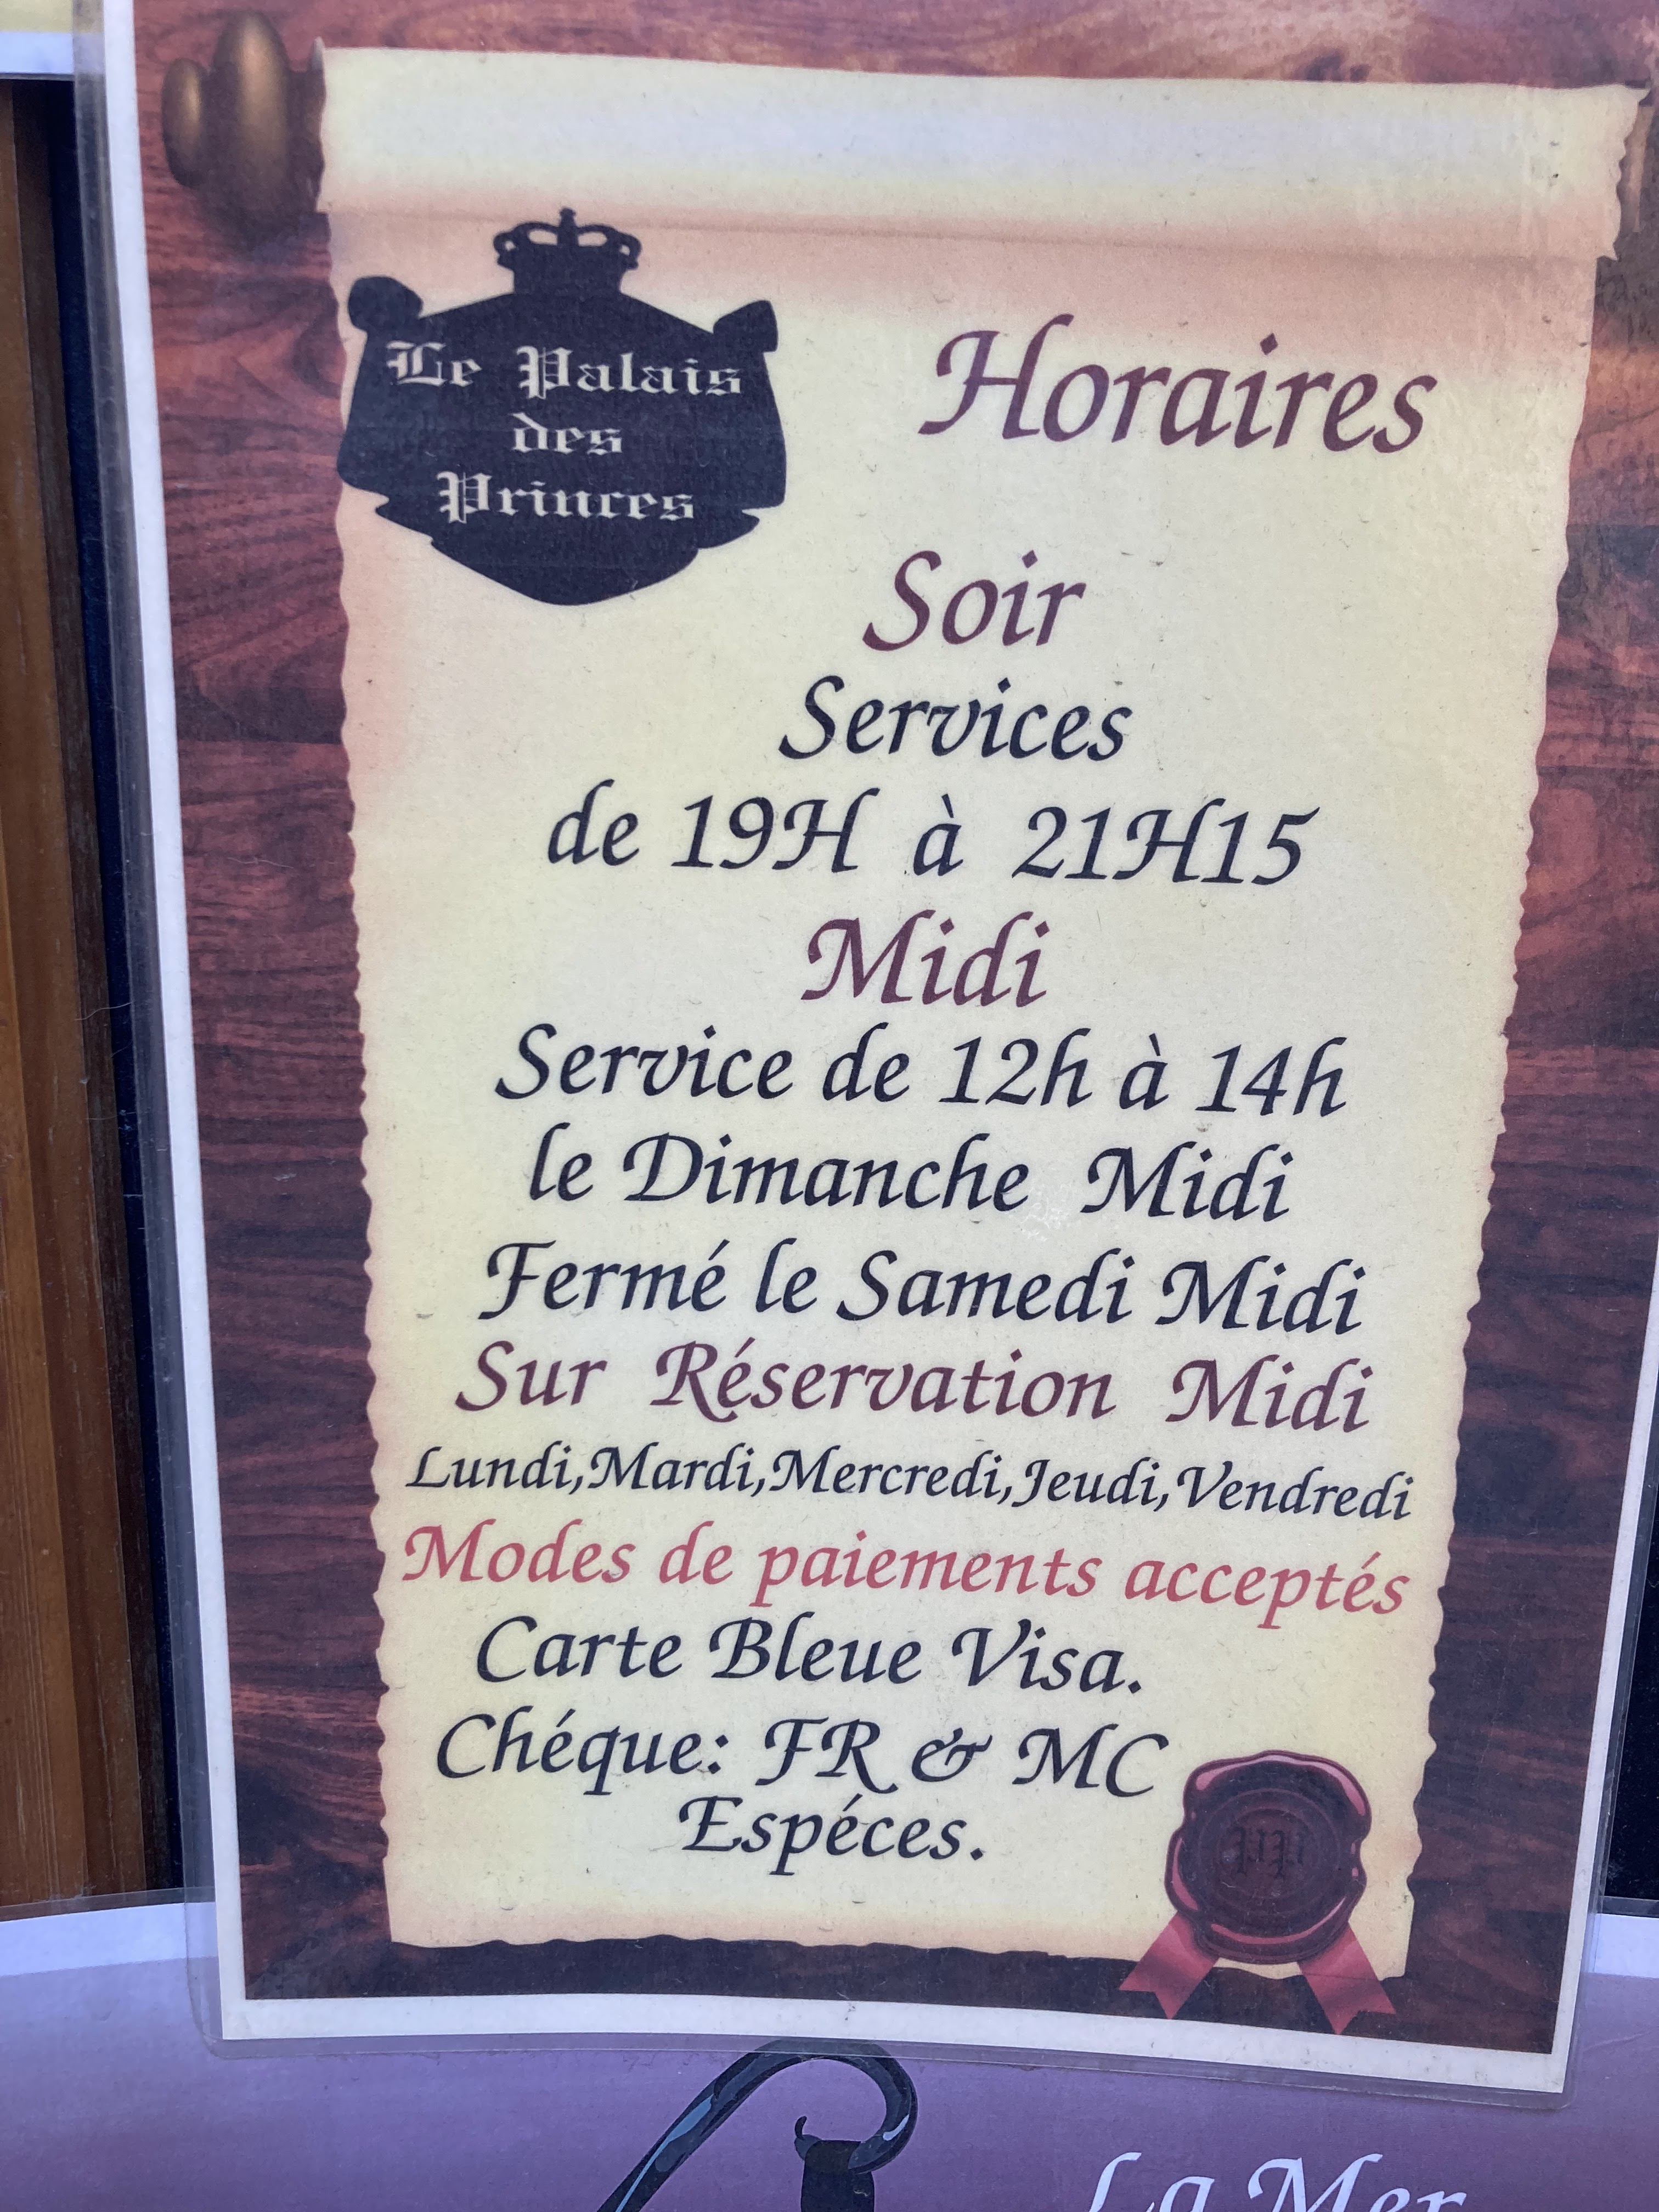 Le Palais
des
Princes
Horaires
Soir
Services
de 19H à 21H15
Midi
Service de 12h à 14h
le Dimanche Midi
Fermé le Samedi Midi
Sur Réservation Midi
Lundi,Mardi,Mercredi,Jeudi,Vendredi
Modes de paiements acceptés
Carte Bleue Visa.
Chéque: FR & MC
Espéces.
La Mer